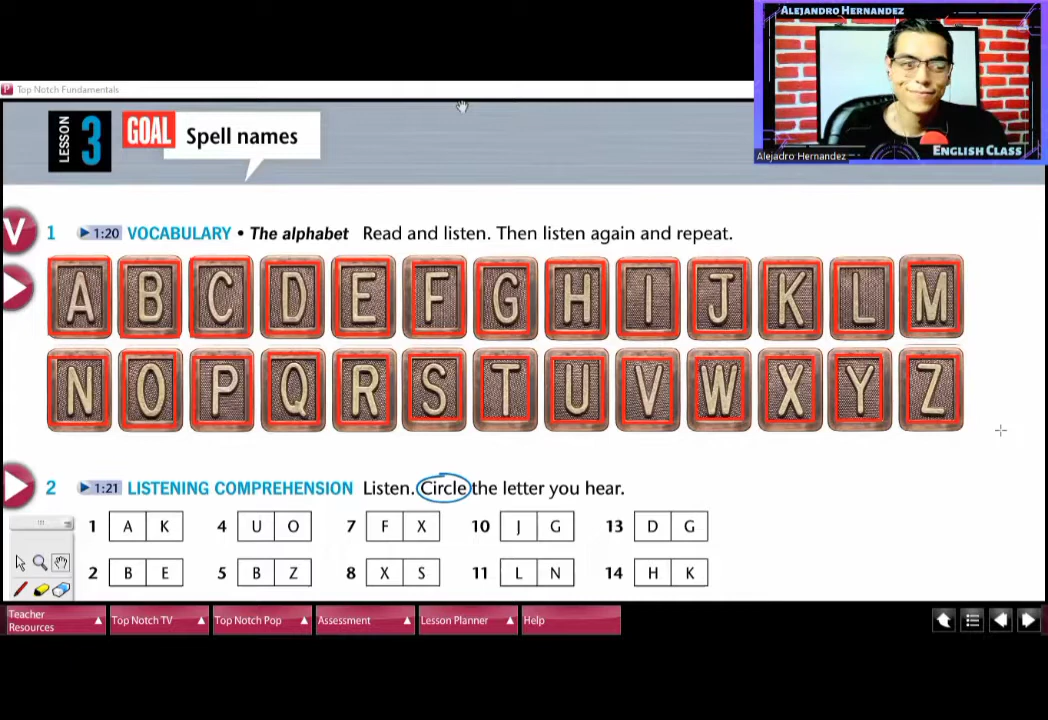 ALEJANDRO HERNANDEZ
Top Notch Fundamentals
LESSON 3 GOAL Spell names
ENGLISH CLASS
Alejadro Hernandez
V 1 1:20 VOCABULARY • The alphabet Read and listen. Then listen again and repeat.
A B C D E F G H I J K L M
N O P Q R S T U V W X Y Z
2 1:21 LISTENING COMPREHENSION Listen. Circle the letter you hear.
1 A K 4 U O 7 F X 10 J G 13 D G
2 B E 5 B Z 8 X S 11 L N 14 H K
Teacher Resources Top Notch TV Top Notch Pop Assessment Lesson Planner Help